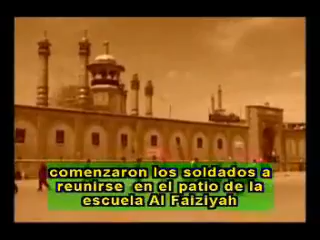 comenzaron los soldados a
reunirse en el patio de la
escuela Al Faiziyah